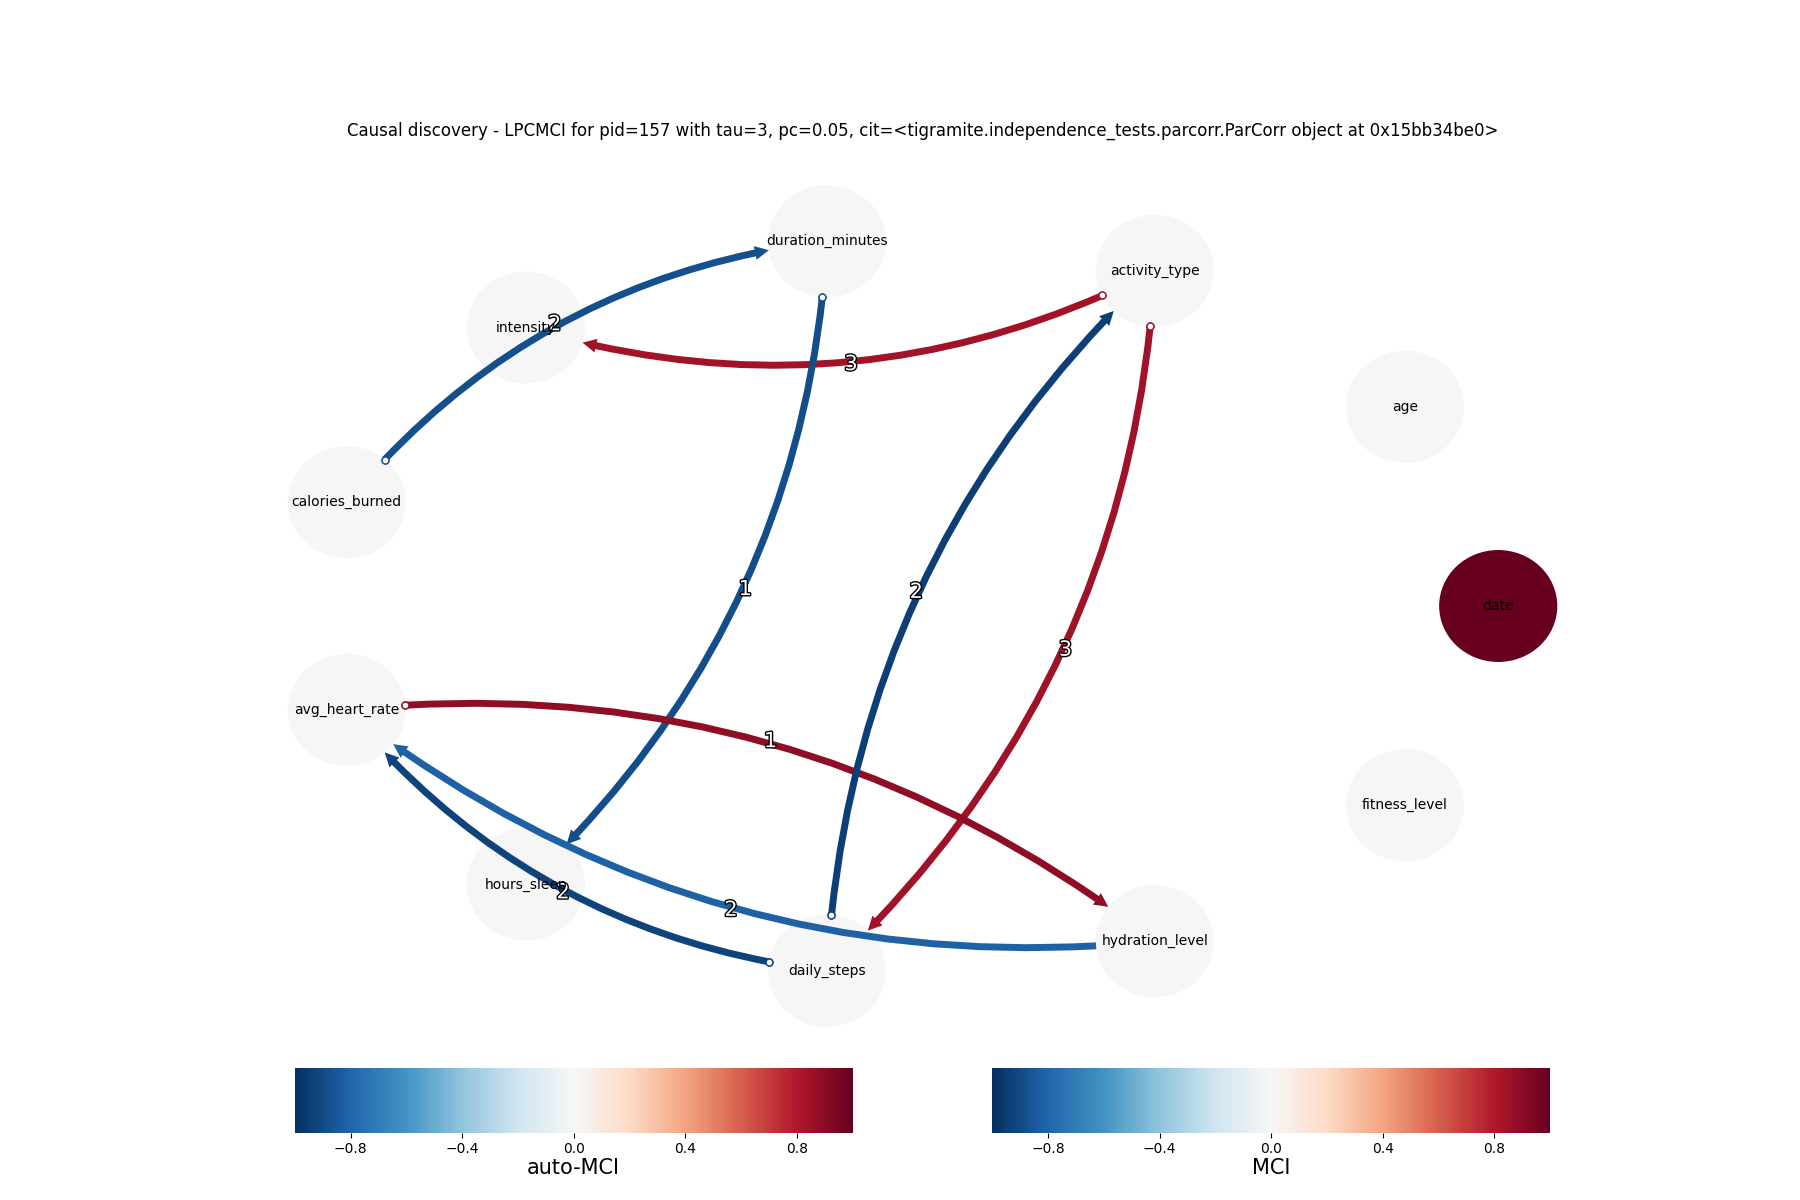 Causal discovery - LPCMCI for pid=157 with tau=3, pc=0.05, cit=<tigramite.independence_tests.parcorr.ParCorr object at 0x15bb34be0>
duration_minutes
activity_type
intensity
2
3
age
calories_burned
1
2
date
3
avg_heart_rate
1
fitness_level
hours_sleep
2
2
hydration_level
daily_steps
−0.8 −0.4 0.0 0.4 0.8
auto-MCI
−0.8 −0.4 0.0 0.4 0.8
MCI